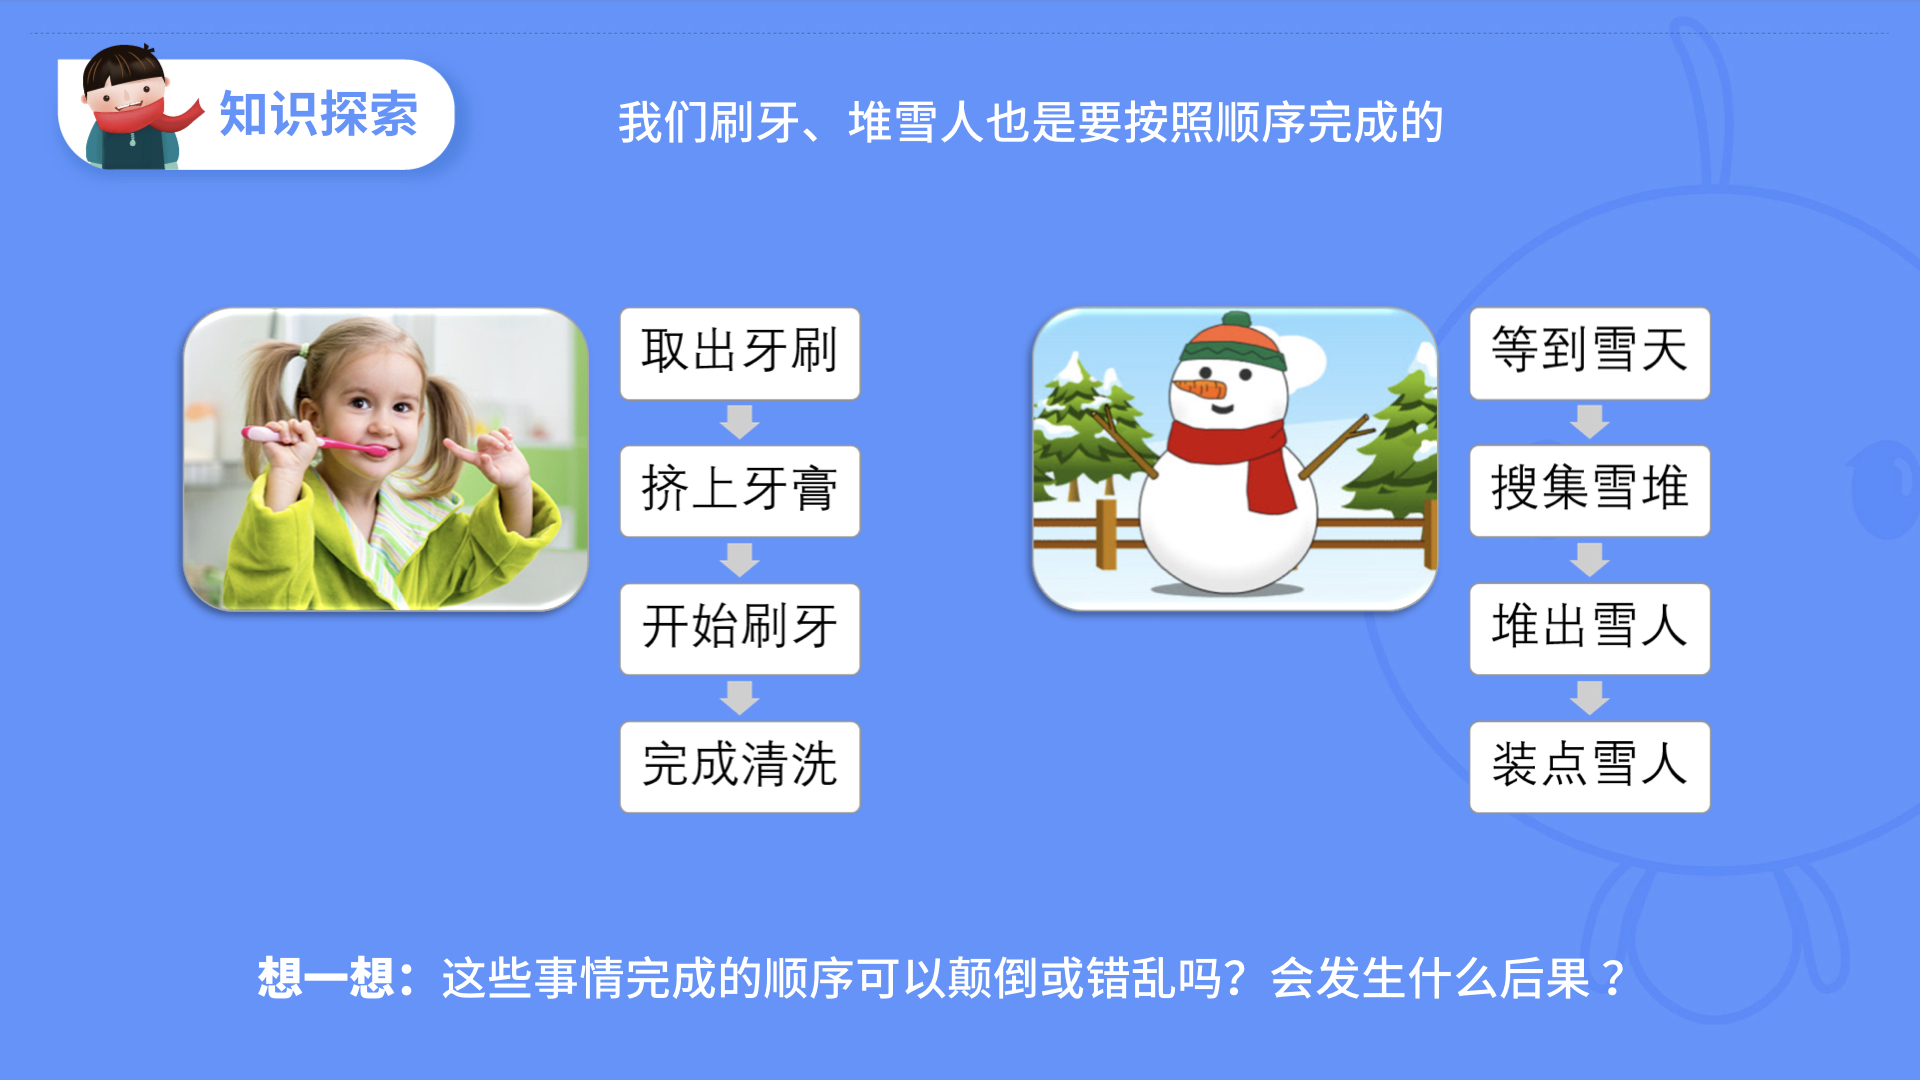 知识探索
我们刷牙、堆雪人也是要按照顺序完成的
取出牙刷
挤上牙膏
开始刷牙
完成清洗
等到雪天
搜集雪堆
堆出雪人
装点雪人
想一想：这些事情完成的顺序可以颠倒或错乱吗？会发生什么后果？